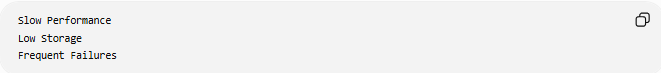 Slow Performance
Low Storage
Frequent Failures